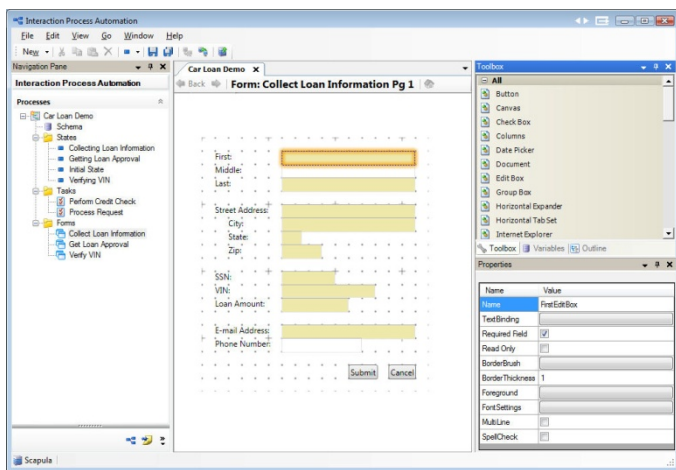 Interaction Process Automation
File Edit View Go Window Help
New
Navigation Pane
Interaction Process Automation
Processes
Car Loan Demo
Schema
States
Collecting Loan Information
Getting Loan Approval
Initial State
Verifying VIN
Tasks
Perform Credit Check
Process Request
Forms
Collect Loan Information
Get Loan Approval
Verify VIN
Car Loan Demo X
Back Form: Collect Loan Information Pg 1
First:
Middle:
Last:
Street Address:
City:
State:
Zip:
SSN:
VIN:
Loan Amount:
E-mail Address:
Phone Number:
Submit Cancel
Toolbox
All
Button
Canvas
Check Box
Columns
Date Picker
Document
Edit Box
Group Box
Horizontal Expander
Horizontal Tab Set
Internet Explorer
Toolbox Variables Outline
Properties
Name Value
Name FirstEditBox
TextBinding
Required Field
Read Only
BorderBrush
BorderThickness 1
Foreground
FontSettings
MultiLine
SpellCheck
Scapula